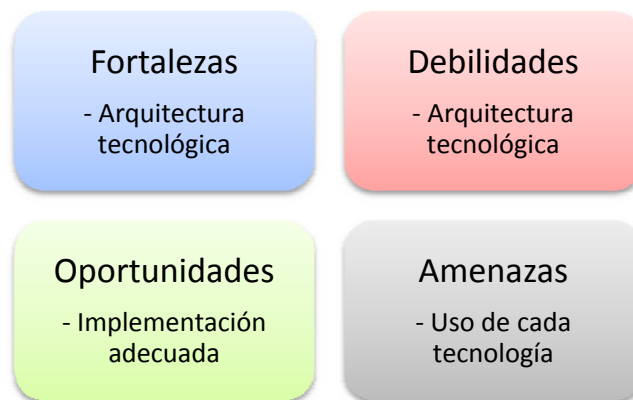 Fortalezas
- Arquitectura
tecnológica
Debilidades
- Arquitectura
tecnológica
Oportunidades
- Implementación
adecuada
Amenazas
- Uso de cada
tecnología